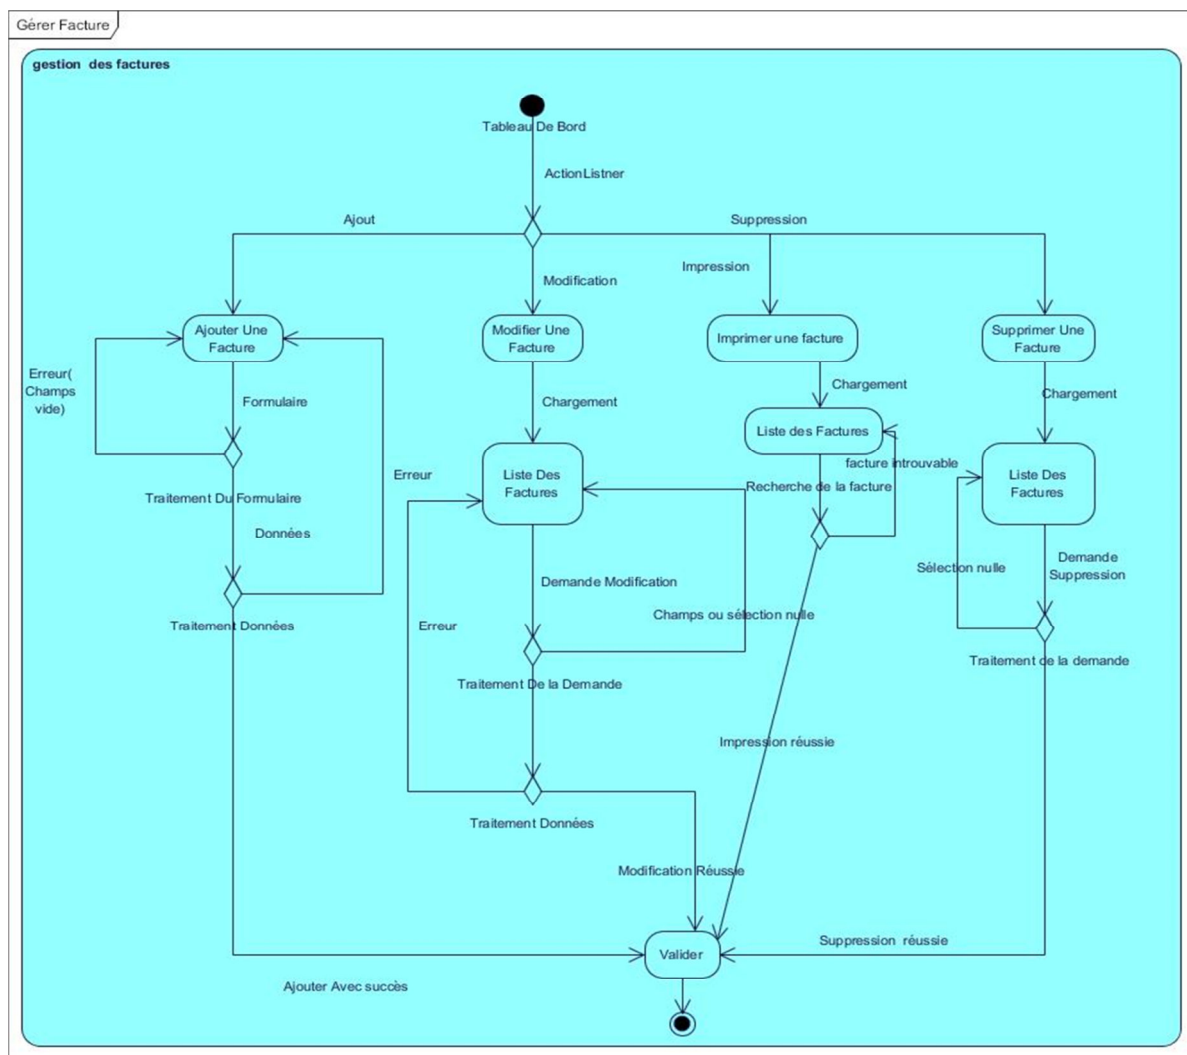 Gérer Facture
gestion des factures
Tableau De Bord
ActionListner
Ajout
Suppression
Impression
Modification
Ajouter Une
Facture
Modifier Une
Facture
Imprimer une facture
Supprimer Une
Facture
Erreur(
Champs
vide)
Formulaire
Chargement
Chargement
Chargement
Liste des Factures
facture introuvable
Erreur
Liste Des
Factures
Recherche de la facture
Liste Des
Factures
Traitement Du Formulaire
Données
Demande Modification
Sélection nulle
Demande
Suppression
Traitement Données
Erreur
Champs ou sélection nulle
Traitement De la Demande
Traitement de la demande
Impression réussie
Traitement Données
Modification Réussie
Valider
Suppression réussie
Ajouter Avec succès